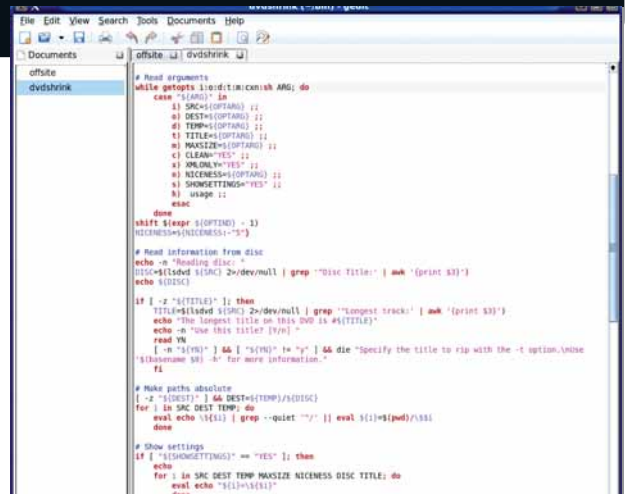 dvdshrink (~/bin) - gedit
File Edit View Search Tools Documents Help
Documents
offsite
dvdshrink
offsite
dvdshrink
# Read arguments
while getopts i:o:d:t:m:cxn:sh ARG; do
case "${ARG}" in
i) SRC=${OPTARG} ;;
o) DEST=${OPTARG} ;;
d) TEMP=${OPTARG} ;;
t) TITLE=${OPTARG} ;;
m) MAXSIZE=${OPTARG} ;;
c) CLEAN="YES" ;;
x) XMLONLY="YES" ;;
n) NICENESS=${OPTARG} ;;
s) SHOWSETTINGS="YES" ;;
h) usage ;;
esac
done
shift $(expr ${OPTIND} - 1)
NICENESS=${NICENESS:-"5"}
# Read information from disc
echo -n "Reading disc: "
DISC=$(lsdvd ${SRC} 2>/dev/null | grep '^Disc Title:' | awk '{print $3}')
echo ${DISC}
if [ -z "${TITLE}" ]; then
TITLE=$(lsdvd ${SRC} 2>/dev/null | grep '^Longest track:' | awk '{print $3}')
echo "The longest title on this DVD is #${TITLE}"
echo -n "Use this title? [Y/n] "
read YN
[ -n "${YN}" ] && [ "${YN}" != "y" ] && die "Specify the title to rip with the -t option.\nUse
'$(basename $0) -h' for more information."
fi
# Make paths absolute
[ -z "${DEST}" ] && DEST=${TEMP}/${DISC}
for i in SRC DEST TEMP; do
eval echo \${$i} | grep --quiet '^/' || eval ${i}=$(pwd)/\$$i
done
# Show settings
if [ "${SHOWSETTINGS}" == "YES" ]; then
echo
for i in SRC DEST TEMP MAXSIZE NICENESS DISC TITLE; do
eval echo "${i}=\${$i}"
done